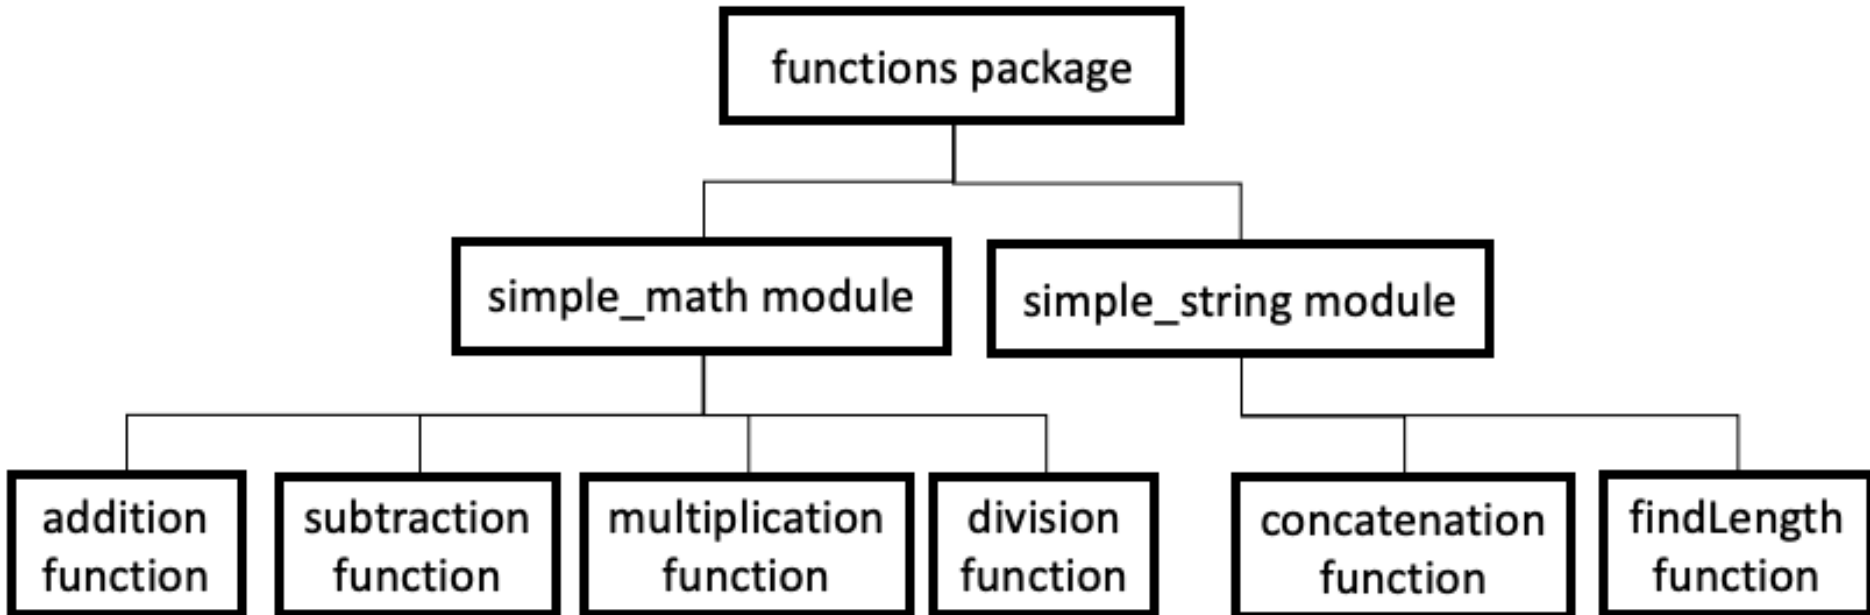 functions package
simple_math module
simple_string module
addition
function
subtraction
function
multiplication
function
division
function
concatenation
function
findLength
function